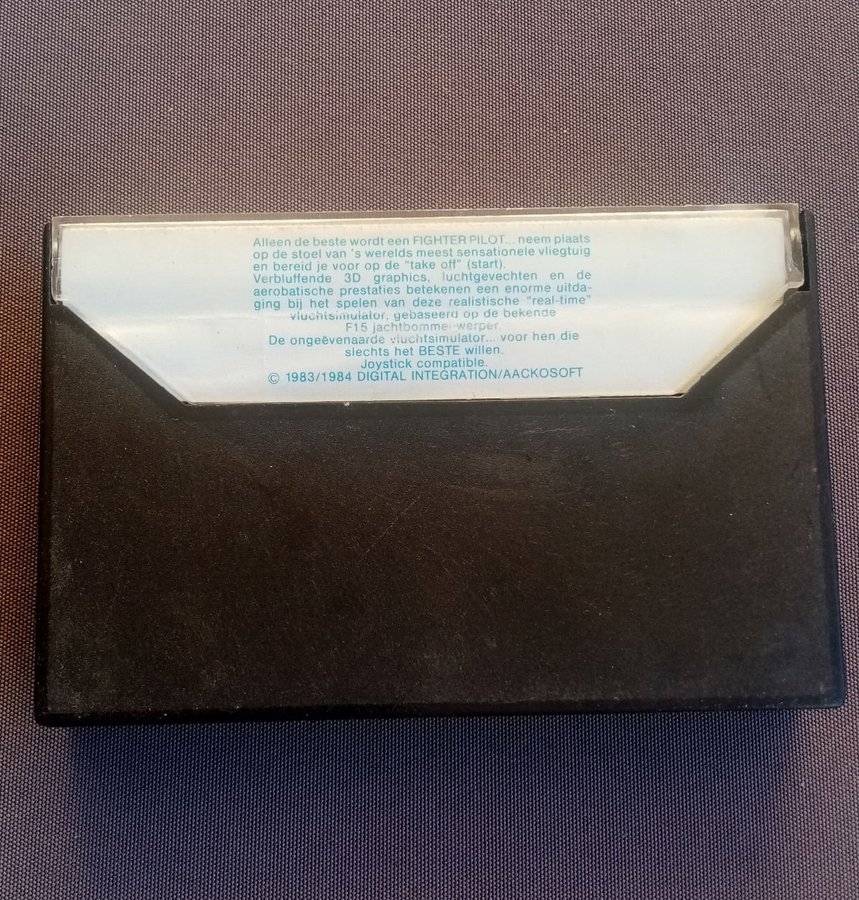 Alleen de beste wordt een FIGHTER PILOT... neem plaats
op de stoel van 's werelds meest sensationele vliegtuig
en bereid je voor op de "take off" (start).
Verbluffende 3D graphics, luchtgevechten en de
aerobatische prestaties betekenen een enorme uitda-
ging bij het spelen van deze realistische "real-time"
vluchtsimulator, gebaseerd op de bekende
F15 jachtbommenwerper.
De ongeëvenaarde vluchtsimulator... voor hen die
slechts het BESTE willen.
Joystick compatible.
© 1983/1984 DIGITAL INTEGRATION/AACKOSOFT